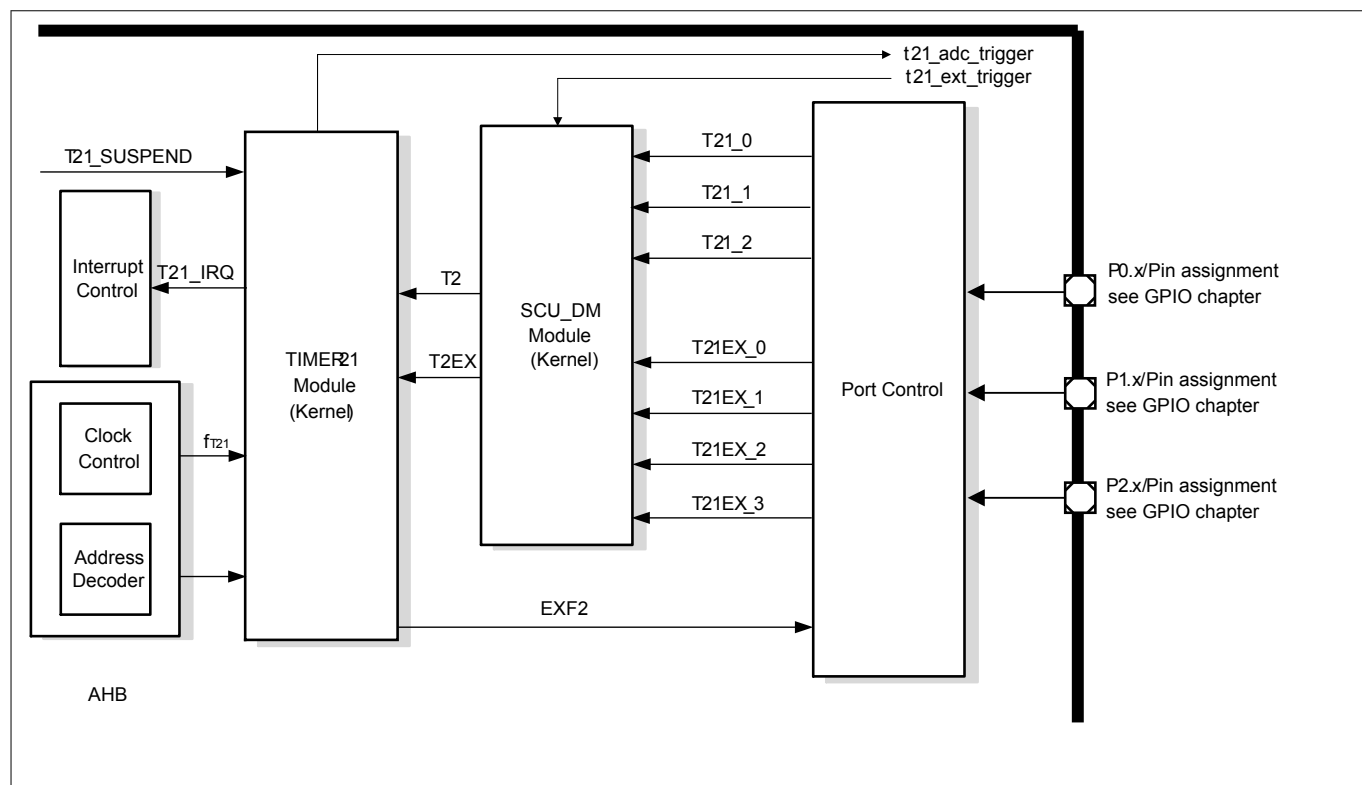 t21_adc_trigger
t21_ext_trigger
T21_SUSPEND
Interrupt
Control
T21_IRQ
Clock
Control
fT21
Address
Decoder
AHB
TIMER21
Module
(Kernel)
T2
T2EX
SCU_DM
Module
(Kernel)
T21_0
T21_1
T21_2
T21EX_0
T21EX_1
T21EX_2
T21EX_3
EXF2
Port Control
P0.x/Pin assignment
see GPIO chapter
P1.x/Pin assignment
see GPIO chapter
P2.x/Pin assignment
see GPIO chapter